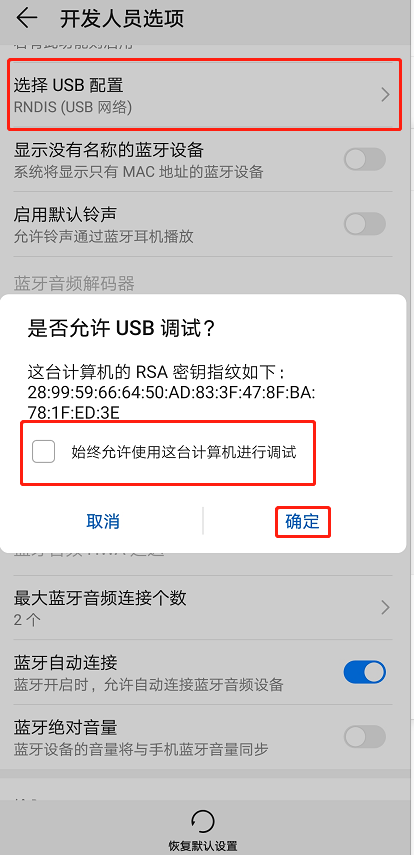 开发人员选项
选择 USB 配置
RNDIS (USB 网络)
显示没有名称的蓝牙设备
系统将显示只有 MAC 地址的蓝牙设备
启用默认铃声
允许铃声通过蓝牙耳机播放
蓝牙音频解码器
是否允许 USB 调试？
这台计算机的 RSA 密钥指纹如下：
28:99:59:66:64:50:AD:83:3F:47:8F:BA:
78:1F:ED:3E
始终允许使用这台计算机进行调试
取消
确定
最大蓝牙音频连接个数
2 个
蓝牙自动连接
蓝牙开启时，允许自动连接蓝牙音频设备
蓝牙绝对音量
蓝牙设备的音量将与手机蓝牙音量同步
恢复默认设置